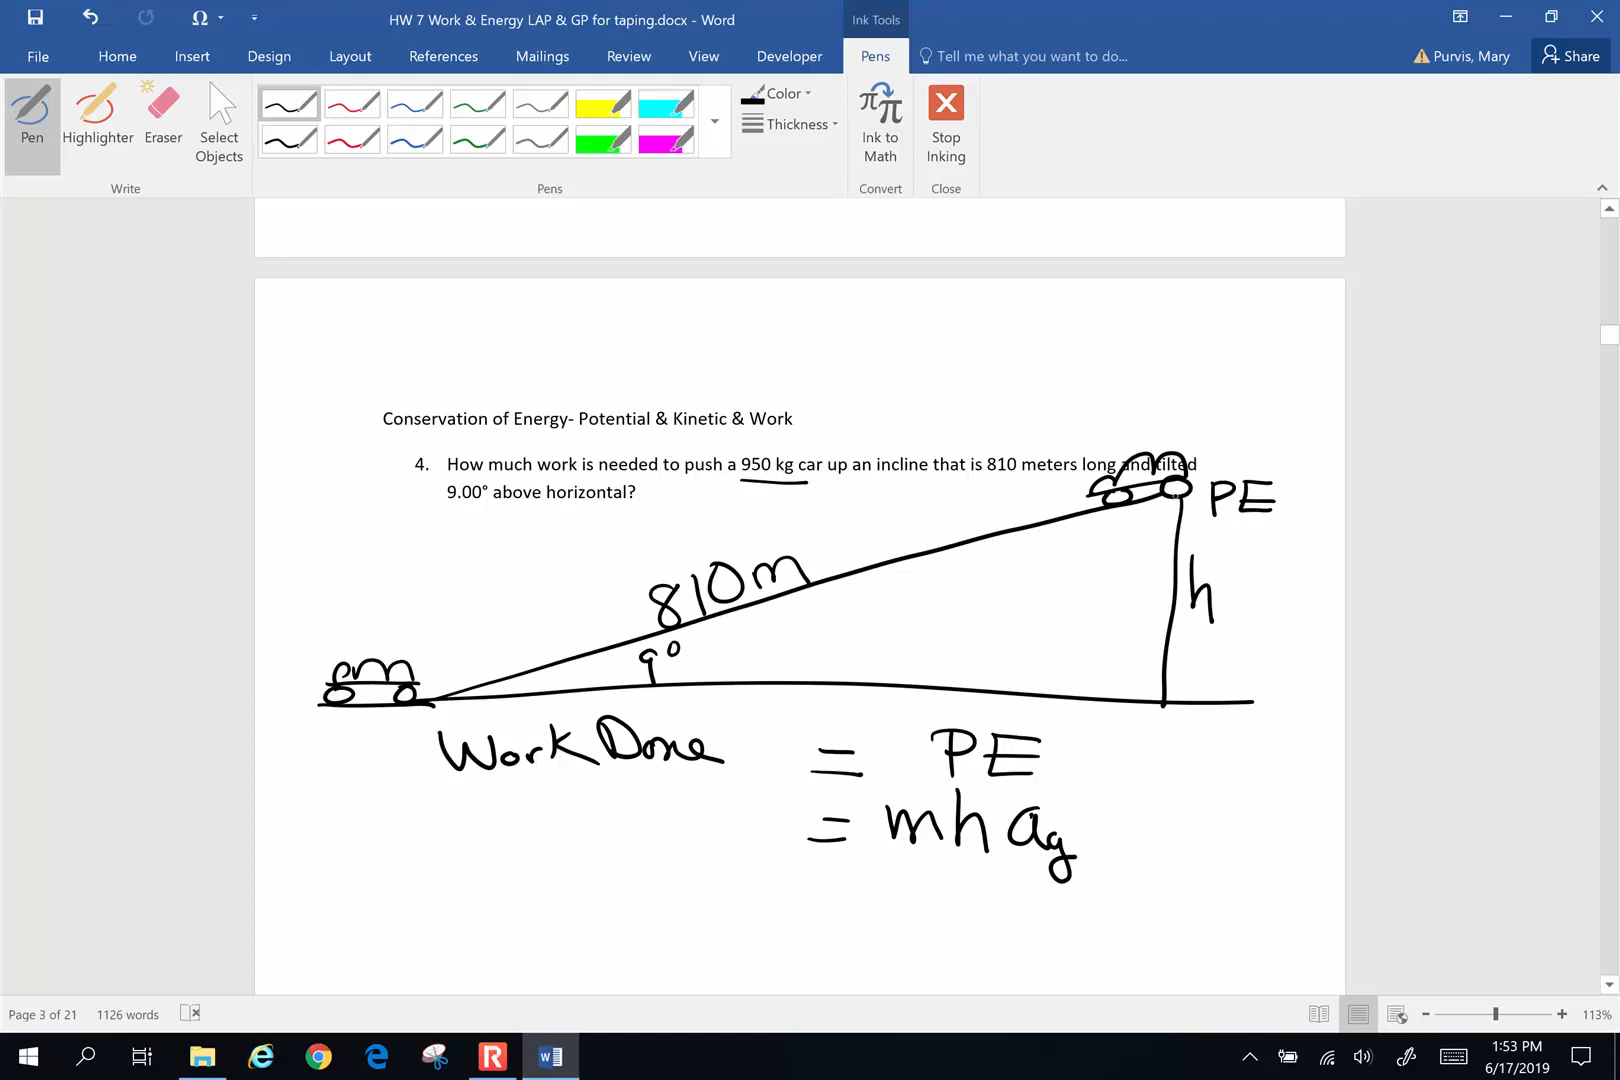 HW 7 Work & Energy LAP & GP for taping.docx - Word
Ink Tools
File Home Insert Design Layout References Mailings Review View Developer Pens Tell me what you want to do... Purvis, Mary Share
Pen
Highlighter
Eraser
Select Objects
Color
Thickness
Ink to Math
Stop Inking
Write Pens Convert Close
Conservation of Energy- Potential & Kinetic & Work
4. How much work is needed to push a 950 kg car up an incline that is 810 meters long and tilted
9.00° above horizontal?
PE
810m
h
9°
Work Done = PE
= mh ag
Page 3 of 21 1126 words 113%
1:53 PM
6/17/2019